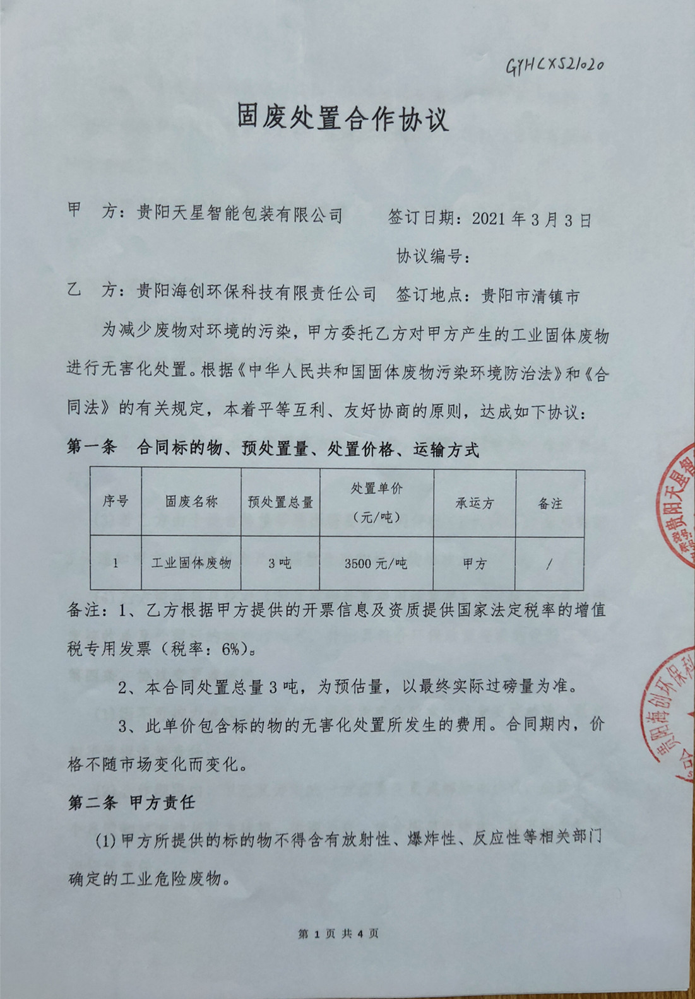 GYHCXS21020
固废处置合作协议
甲 方：贵阳天星智能包装有限公司 签订日期：2021年3月3日
协议编号：
乙 方：贵阳海创环保科技有限责任公司 签订地点：贵阳市清镇市
为减少废物对环境的污染，甲方委托乙方对甲方产生的工业固体废物
进行无害化处置。根据《中华人民共和国固体废物污染环境防治法》和《合
同法》的有关规定，本着平等互利、友好协商的原则，达成如下协议：
第一条 合同标的物、预处置量、处置价格、运输方式
序号 固废名称 预处置总量 处置单价（元/吨） 承运方 备注
1 工业固体废物 3吨 3500元/吨 甲方 /
备注：1、乙方根据甲方提供的开票信息及资质提供国家法定税率的增值
税专用发票（税率：6%）。
2、本合同处置总量3吨，为预估量，以最终实际过磅量为准。
3、此单价包含标的物的无害化处置所发生的费用。合同期内，价
格不随市场变化而变化。
第二条 甲方责任
(1)甲方所提供的标的物不得含有放射性、爆炸性、反应性等相关部门
确定的工业危险废物。
第 1 页 共 4 页
贵阳天星智
贵阳海创环保科